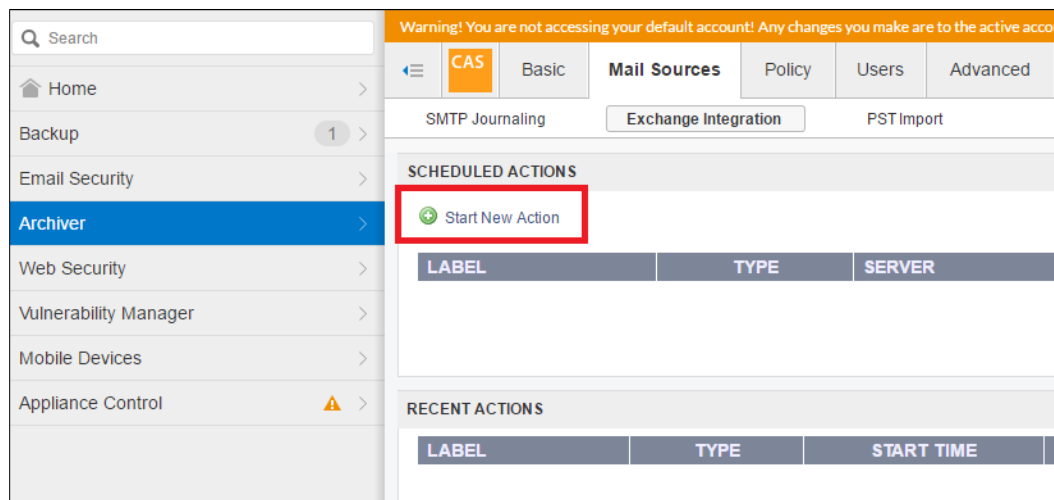 Search
Home
Backup 1
Email Security
Archiver
Web Security
Vulnerability Manager
Mobile Devices
Appliance Control
Warning! You are not accessing your default account! Any changes you make are to the active acco
CAS Basic Mail Sources Policy Users Advanced
SMTP Journaling Exchange Integration PST Import
SCHEDULED ACTIONS
Start New Action
LABEL TYPE SERVER
RECENT ACTIONS
LABEL TYPE START TIME